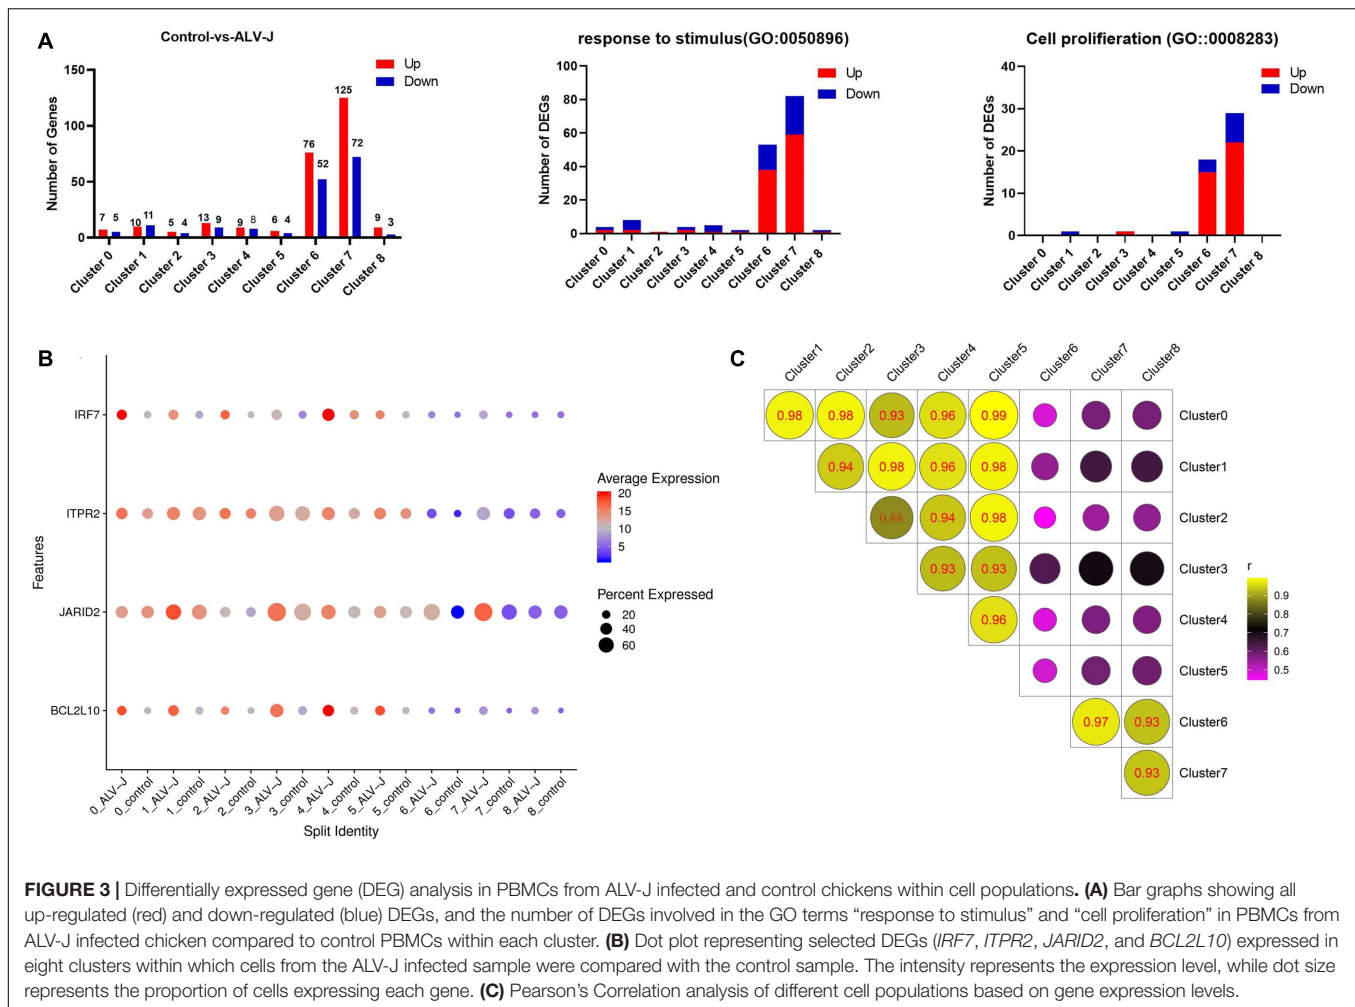 A
Control-vs-ALV-J
Up
Down
Number of Genes
150
100
50
0
7 5 10 11 5 4 13 9 9 8 6 4 76 52 125 72 9 3
Cluster 0 Cluster 1 Cluster 2 Cluster 3 Cluster 4 Cluster 5 Cluster 6 Cluster 7 Cluster 8
response to stimulus(GO:0050896)
Up
Down
Number of DEGs
100
80
60
40
20
0
Cluster 0 Cluster 1 Cluster 2 Cluster 3 Cluster 4 Cluster 5 Cluster 6 Cluster 7 Cluster 8
Cell prolifieration (GO::0008283)
Up
Down
Number of DEGs
40
30
20
10
0
Cluster 0 Cluster 1 Cluster 2 Cluster 3 Cluster 4 Cluster 5 Cluster 6 Cluster 7 Cluster 8
B
Features
IRF7
ITPR2
JARID2
BCL2L10
0_ALV-J 0_control 1_ALV-J 1_control 2_ALV-J 2_control 3_ALV-J 3_control 4_ALV-J 4_control 5_ALV-J 5_control 6_ALV-J 6_control 7_ALV-J 7_control 8_ALV-J 8_control
Split Identity
Average Expression
20
15
10
5
Percent Expressed
20
40
60
C
Cluster1 Cluster2 Cluster3 Cluster4 Cluster5 Cluster6 Cluster7 Cluster8
0.98 0.98 0.93 0.96 0.99 Cluster0
0.94 0.98 0.96 0.98 Cluster1
0.88 0.94 0.98 Cluster2
0.93 0.93 Cluster3
0.96 Cluster4
Cluster5
0.97 0.93 Cluster6
0.93 Cluster7
r
0.9
0.8
0.7
0.6
0.5
FIGURE 3 | Differentially expressed gene (DEG) analysis in PBMCs from ALV-J infected and control chickens within cell populations. (A) Bar graphs showing all
up-regulated (red) and down-regulated (blue) DEGs, and the number of DEGs involved in the GO terms “response to stimulus” and “cell proliferation” in PBMCs from
ALV-J infected chicken compared to control PBMCs within each cluster. (B) Dot plot representing selected DEGs (IRF7, ITPR2, JARID2, and BCL2L10) expressed in
eight clusters within which cells from the ALV-J infected sample were compared with the control sample. The intensity represents the expression level, while dot size
represents the proportion of cells expressing each gene. (C) Pearson’s Correlation analysis of different cell populations based on gene expression levels.